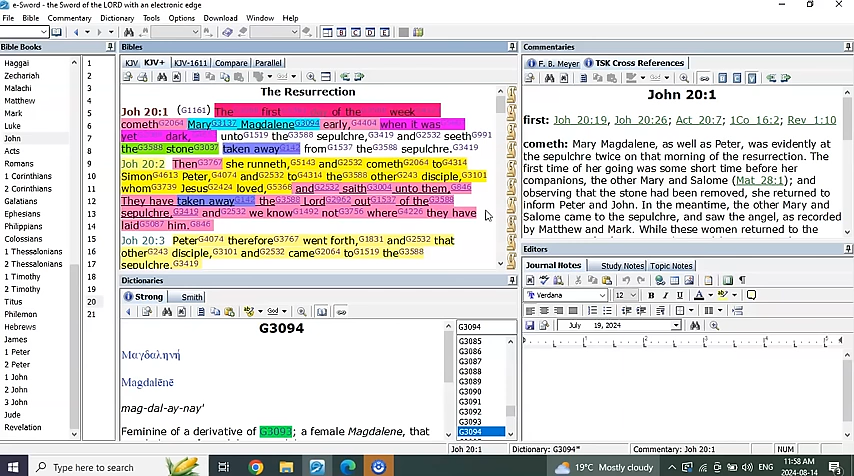 e-Sword - the Sword of the LORD with an electronic edge
File Bible Commentary Dictionary Tools Options Download Window Help
Bible Books
Haggai
Zechariah
Malachi
Matthew
Mark
Luke
John
Acts
Romans
1 Corinthians
2 Corinthians
Galatians
Ephesians
Philippians
Colossians
1 Thessalonians
2 Thessalonians
1 Timothy
2 Timothy
Titus
Philemon
Hebrews
James
1 Peter
2 Peter
1 John
2 John
3 John
Jude
Revelation
1
2
3
4
5
6
7
8
9
10
11
12
13
14
15
16
17
18
19
20
21
Bibles
KJV KJV+ KJV-1611 Compare Parallel
The Resurrection
John 20:1 (G1161) The first of the week
cometh G2064 Mary G3137 Magdalene G3094 early, G4404 when it was
yet dark, unto G1519 the G3588 sepulchre, G3419 and G2532 seeth G991
the G3588 stone G3037 taken away G142 from G1537 the G3588 sepulchre. G3419
John 20:2 Then G3767 she runneth, G5143 and G2532 cometh G2064 to G4314
Simon G4613 Peter, G4074 and G2532 to G4314 the G3588 other G243 disciple, G3101
whom G3739 Jesus G2424 loved, G5368 and G2532 saith G3004 unto them, G846
They have taken away G142 the G3588 Lord G2962 out G1537 of the G3588
sepulchre, G3419 and G2532 we know G1492 not G3756 where G4226 they have
laid G5087 him. G846
John 20:3 Peter G4074 therefore G3767 went forth, G1831 and G2532 that
other G243 disciple, G3101 and G2532 came G2064 to G1519 the G3588
sepulchre. G3419
Dictionaries
Strong Smith
G3094
Μαγδαληνή
Magdalēnē
mag-dal-ay-nay'
Feminine of a derivative of G3093; a female Magdalene, that
G3094
G3085
G3086
G3087
G3088
G3089
G3090
G3091
G3092
G3093
G3094
Commentaries
F. B. Meyer TSK Cross References
John 20:1
first: John 20:19, John 20:26; Act 20:7; 1Co 16:2; Rev 1:10
cometh: Mary Magdalene, as well as Peter, was evidently at
the sepulchre twice on that morning of the resurrection. The
first time of her going was some short time before her
companions, the other Mary and Salome (Mat 28:1); and
observing that the stone had been removed, she returned to
inform Peter and John. In the meantime, the other Mary and
Salome came to the sepulchre, and saw the angel, as recorded
by Matthew and Mark. While these women returned to the
Editors
Journal Notes Study Notes Topic Notes
Verdana 12 B I U A
July 19, 2024
1 2 3 4 5
John 20:1 Dictionary: G3094* Commentary: John 20:1 NUM
Type here to search
19°C Mostly cloudy
ENG
11:58 AM
2024-08-14